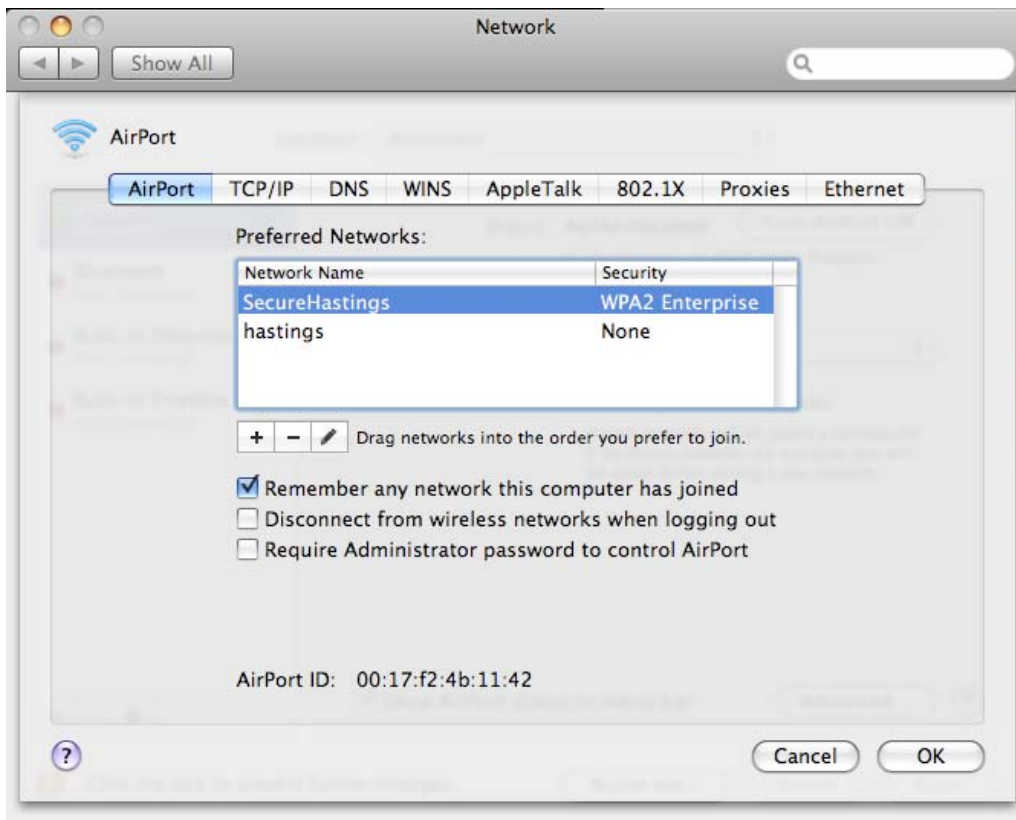 Network
Show All
AirPort
AirPort TCP/IP DNS WINS AppleTalk 802.1X Proxies Ethernet
Preferred Networks:
Network Name Security
SecureHastings WPA2 Enterprise
hastings None
+ − Drag networks into the order you prefer to join.
Remember any network this computer has joined
Disconnect from wireless networks when logging out
Require Administrator password to control AirPort
AirPort ID: 00:17:f2:4b:11:42
? Cancel OK